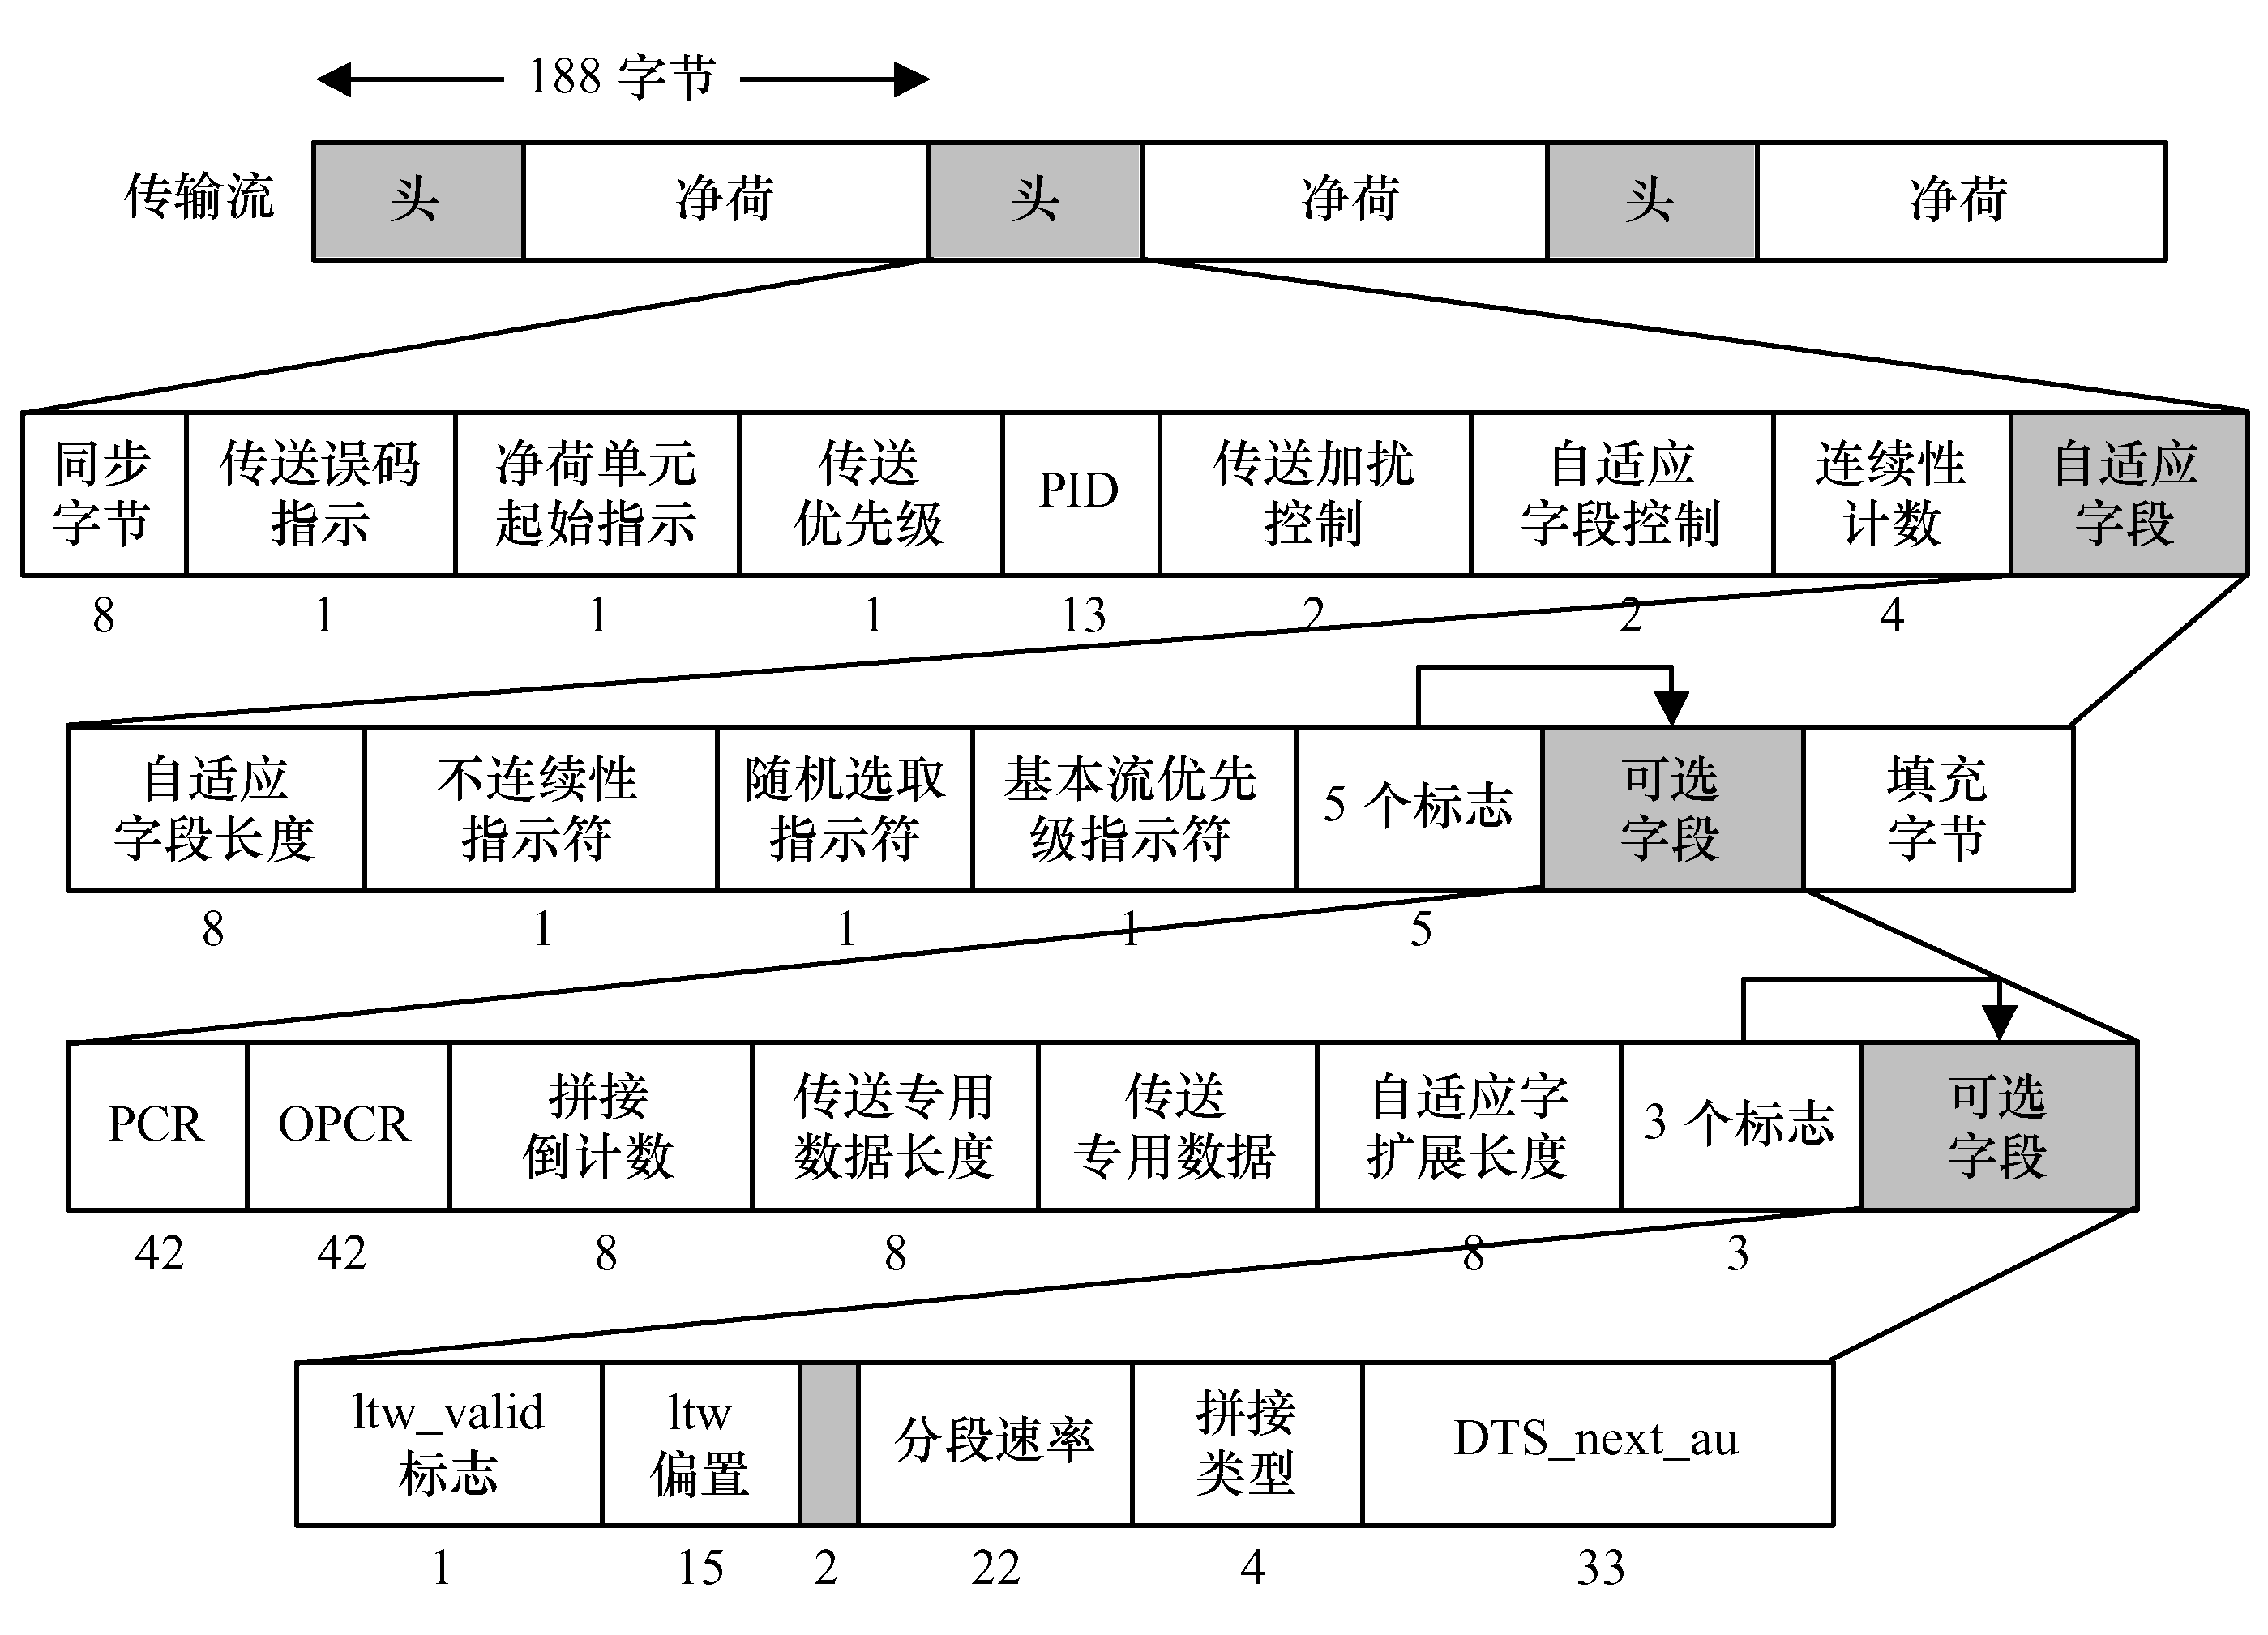 188 字节
传输流 头 净荷 头 净荷 头 净荷
同步
字节
传送误码
指示
净荷单元
起始指示
传送
优先级
PID
传送加扰
控制
自适应
字段控制
连续性
计数
自适应
字段
8 1 1 1 13 2 2 4
自适应
字段长度
不连续性
指示符
随机选取
指示符
基本流优先
级指示符
5 个标志
可选
字段
填充
字节
8 1 1 1 5
PCR
OPCR
拼接
倒计数
传送专用
数据长度
传送
专用数据
自适应字
扩展长度
3 个标志
可选
字段
42 42 8 8 8 3
ltw_valid
标志
ltw
偏置
分段速率
拼接
类型
DTS_next_au
1 15 2 22 4 33